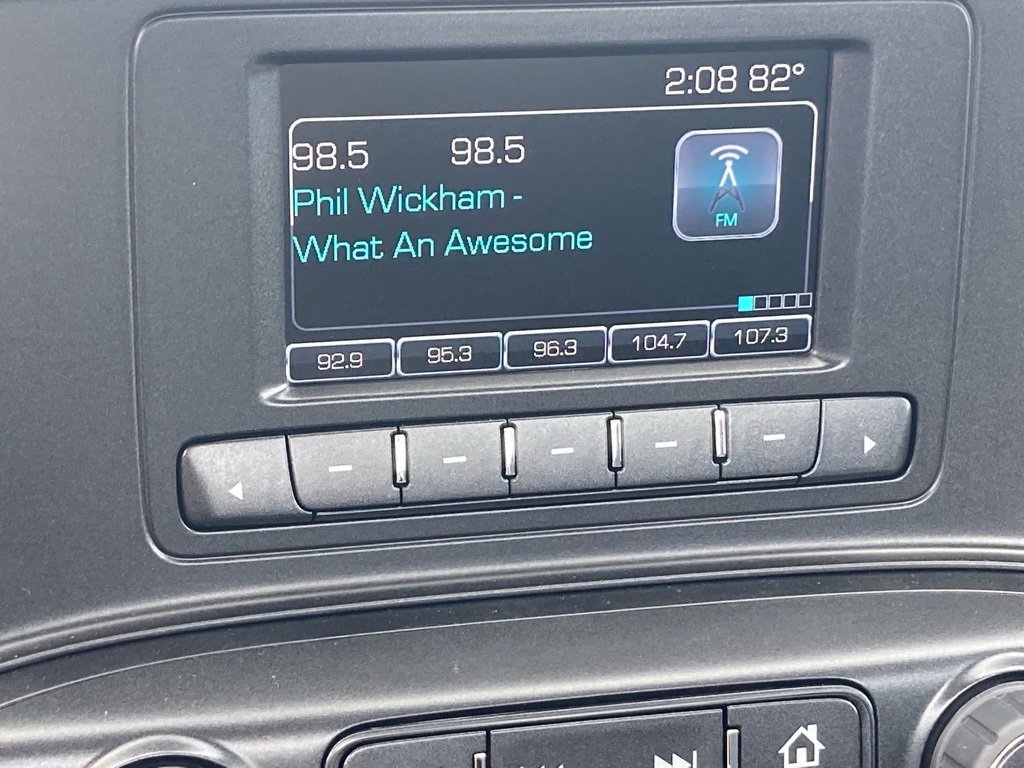 2:08 82°
98.5 98.5
Phil Wickham -
What An Awesome
FM
92.9 95.3 96.3 104.7 107.3